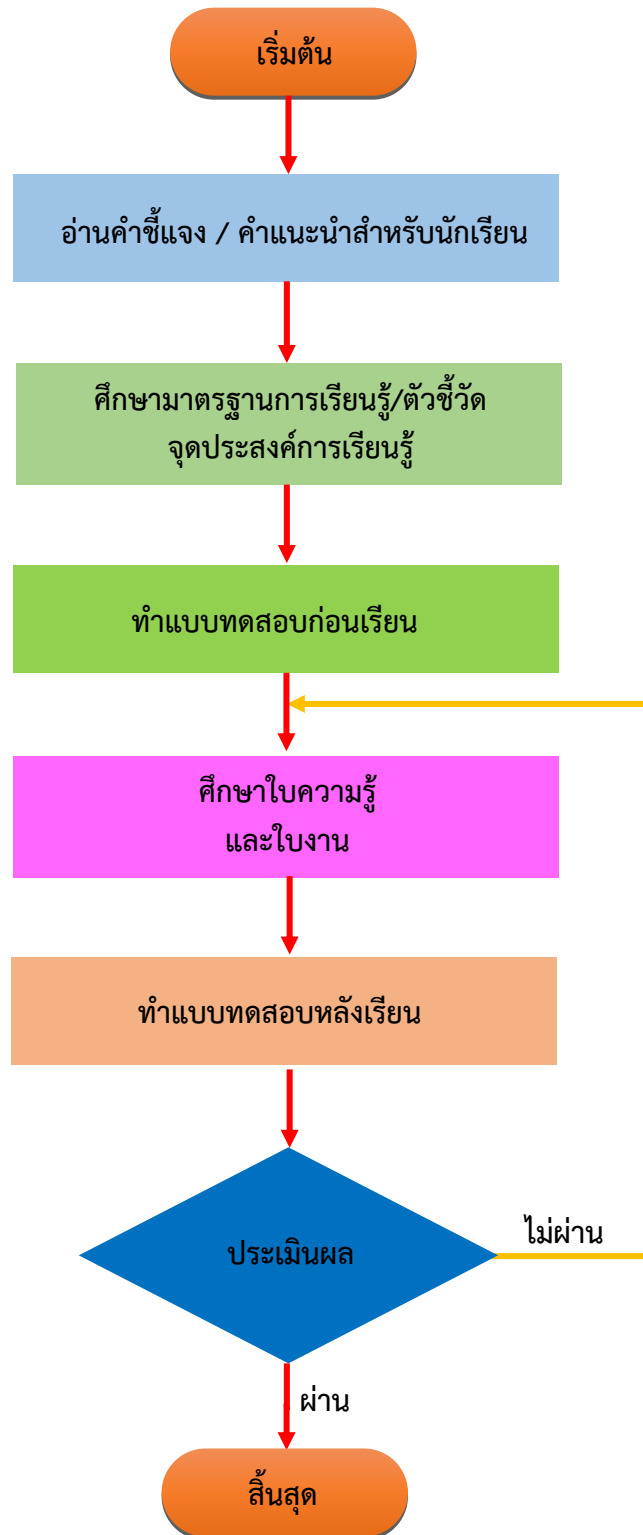 เริ่มต้น
อ่านคำชี้แจง / คำแนะนำสำหรับนักเรียน
ศึกษามาตรฐานการเรียนรู้/ตัวชี้วัด
จุดประสงค์การเรียนรู้
ทำแบบทดสอบก่อนเรียน
ศึกษาใบความรู้
และใบงาน
ทำแบบทดสอบหลังเรียน
ประเมินผล
ไม่ผ่าน
ผ่าน
สิ้นสุด